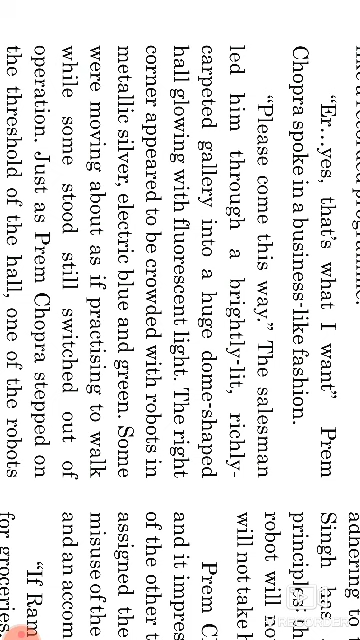 “Er...yes, that’s what I want” Prem
Chopra spoke in a business-like fashion.
“Please come this way.” The salesman
led him through a brightly-lit, richly-
carpeted gallery into a huge dome-shaped
hall glowing with fluorescent light. The right
corner appeared to be crowded with robots in
metallic silver, electric blue and green. Some
were moving about as if practising to walk
while some stood still switched out of
operation. Just as Prem Chopra stepped on
the threshold of the hall, one of the robots
adhering
Singh has
principles:
robot will
will not take
Prem
and it
of the other
assigned the
misuse of the
and an
“If Ram
for groceries